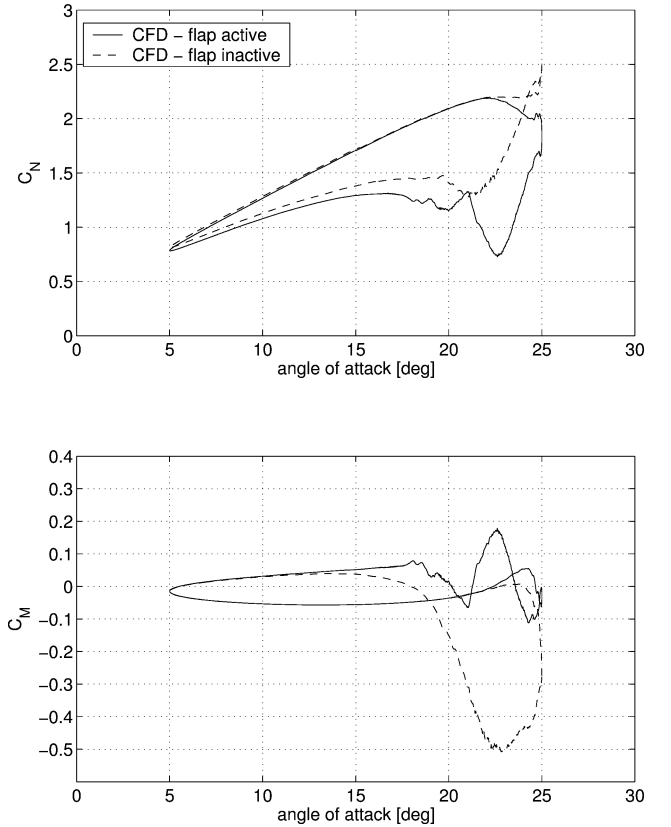 3
CFD – flap active
CFD – flap inactive
2.5
2
1.5
C_N
1
0.5
0
0 5 10 15 20 25 30
angle of attack [deg]
0.4
0.3
0.2
0.1
0
C_M
−0.1
−0.2
−0.3
−0.4
−0.5
0 5 10 15 20 25 30
angle of attack [deg]